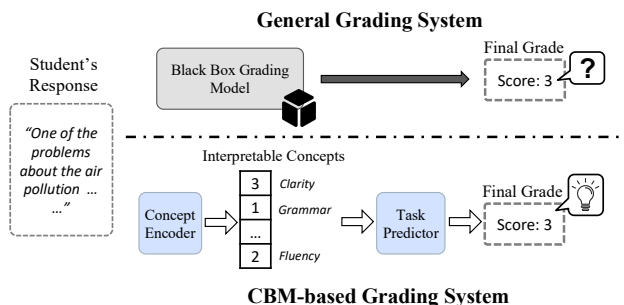 General Grading System
Student's
Response
"One of the
problems
about the air
pollution ...
..."
Black Box Grading
Model
Final Grade
Score: 3
?
Interpretable Concepts
Concept
Encoder
3 Clarity
1 Grammar
...
2 Fluency
Task
Predictor
Final Grade
Score: 3
CBM-based Grading System